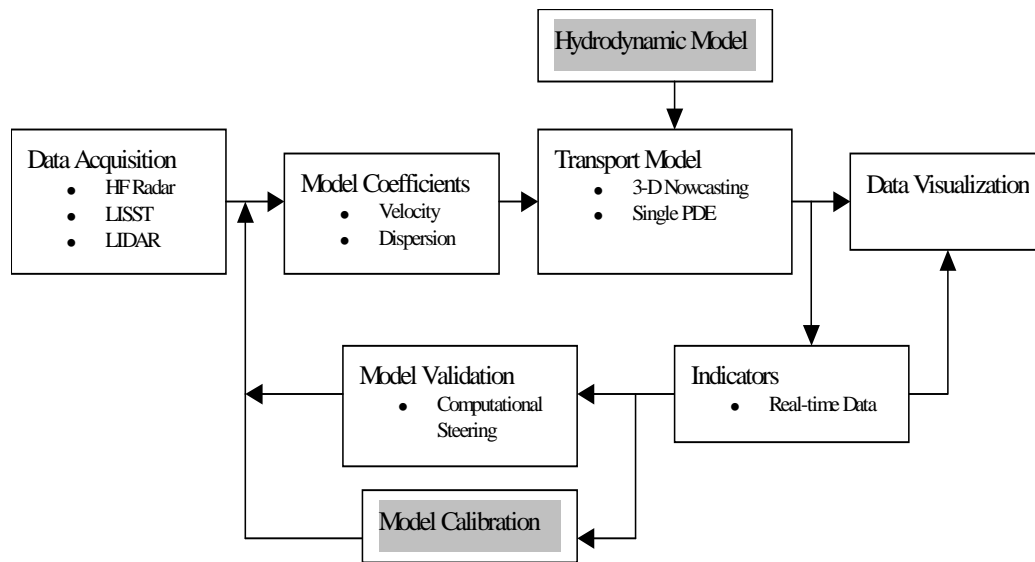 Hydrodynamic Model
Data Acquisition
● HF Radar
● LISST
● LIDAR
Model Coefficients
● Velocity
● Dispersion
Transport Model
● 3-D Nowcasting
● Single PDE
Data Visualization
Model Validation
● Computational
Steering
Indicators
● Real-time Data
Model Calibration